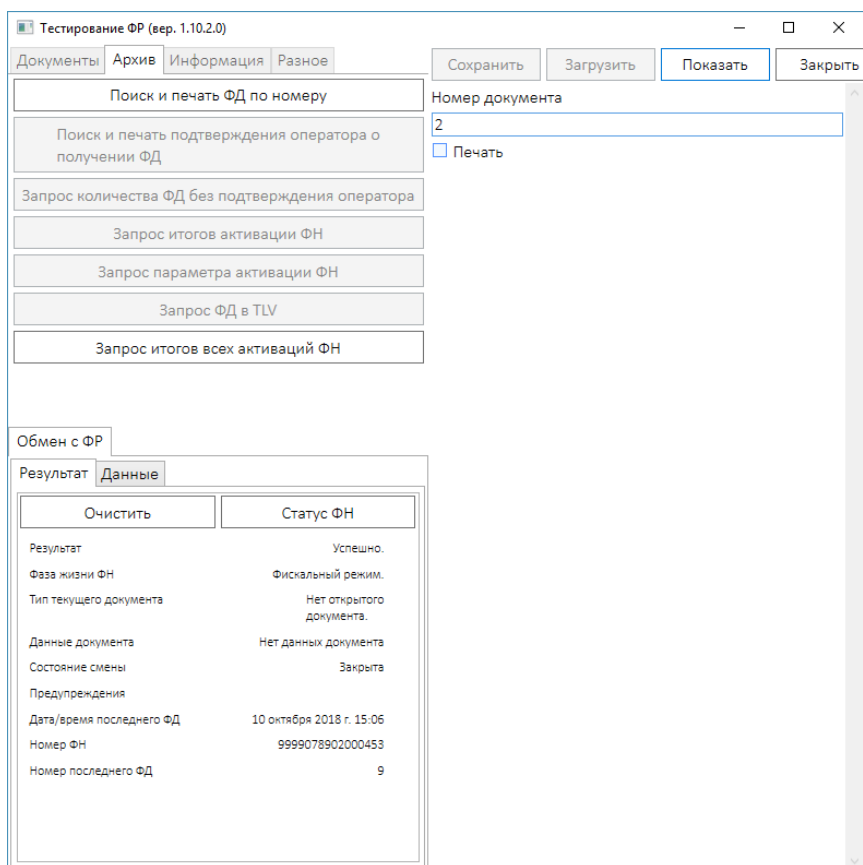 Тестирование ФР (вер. 1.10.2.0)
Документы Архив Информация Разное
Сохранить Загрузить Показать Закрыть
Поиск и печать ФД по номеру
Поиск и печать подтверждения оператора о
получении ФД
Запрос количества ФД без подтверждения оператора
Запрос итогов активации ФН
Запрос параметра активации ФН
Запрос ФД в TLV
Запрос итогов всех активаций ФН
Номер документа
2
Печать
Обмен с ФР
Результат Данные
Очистить Статус ФН
Результат Успешно.
Фаза жизни ФН Фискальный режим.
Тип текущего документа Нет открытого
документа.
Данные документа Нет данных документа
Состояние смены Закрыта
Предупреждения
Дата/время последнего ФД 10 октября 2018 г. 15:06
Номер ФН 9999078902000453
Номер последнего ФД 9